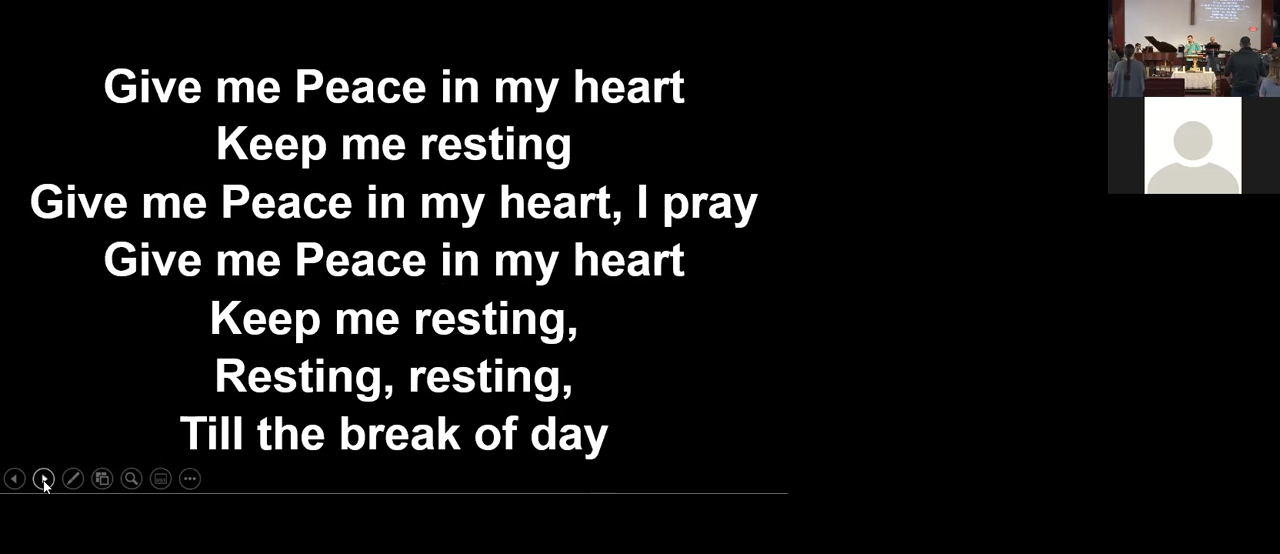 Give me Peace in my heart
Keep me resting
Give me Peace in my heart, I pray
Give me Peace in my heart
Keep me resting,
Resting, resting,
Till the break of day